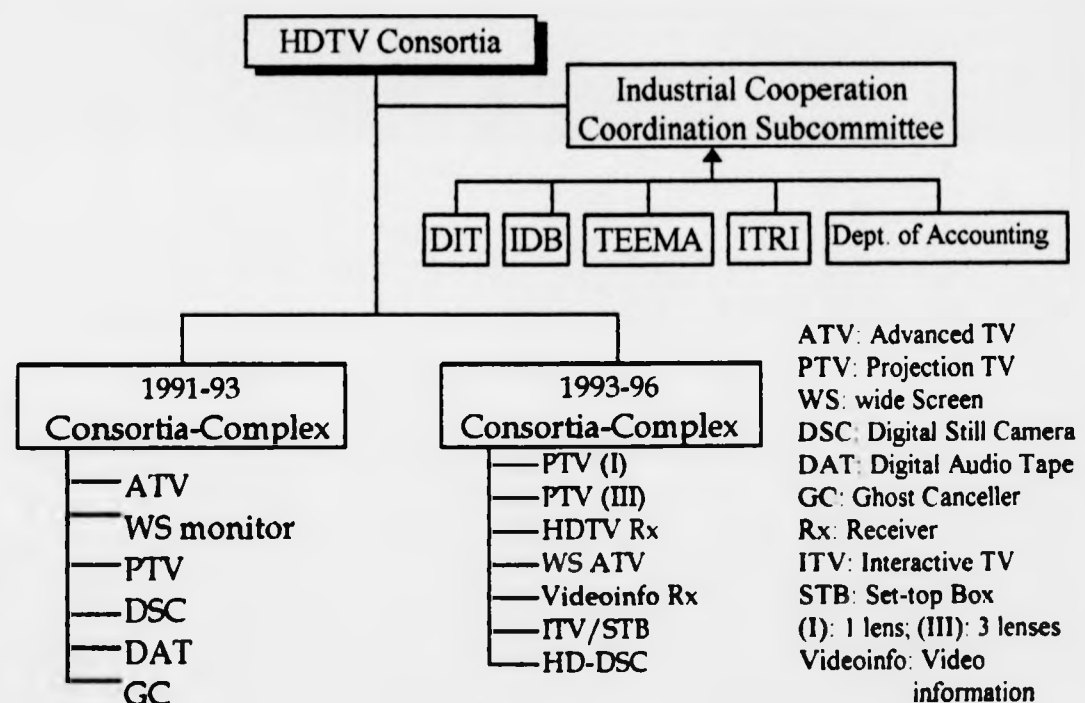 HDTV Consortia
Industrial Cooperation
Coordination Subcommittee
DIT
IDB
TEEMA
ITRI
Dept. of Accounting
1991-93
Consortia-Complex
ATV
WS monitor
PTV
DSC
DAT
GC
1993-96
Consortia-Complex
PTV (I)
PTV (III)
HDTV Rx
WS ATV
Videoinfo Rx
ITV/STB
HD-DSC
ATV: Advanced TV
PTV: Projection TV
WS: wide Screen
DSC: Digital Still Camera
DAT: Digital Audio Tape
GC: Ghost Canceller
Rx: Receiver
ITV: Interactive TV
STB: Set-top Box
(I): 1 lens; (III): 3 lenses
Videoinfo: Video
information